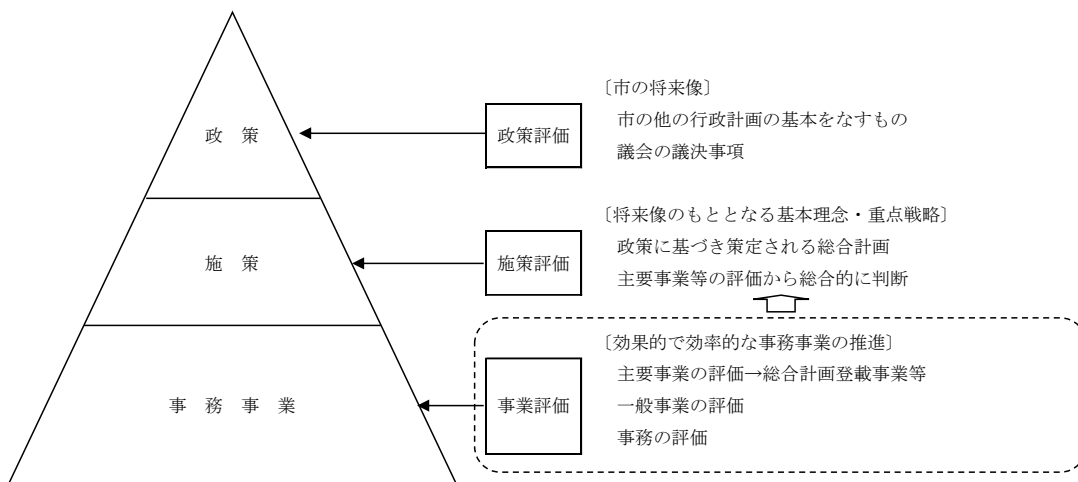 政　策
政策評価
〔市の将来像〕
市の他の行政計画の基本をなすもの
議会の議決事項
施　策
施策評価
〔将来像のもととなる基本理念・重点戦略〕
政策に基づき策定される総合計画
主要事業等の評価から総合的に判断
事　務　事　業
事業評価
〔効果的で効率的な事務事業の推進〕
主要事業の評価→総合計画登載事業等
一般事業の評価
事務の評価